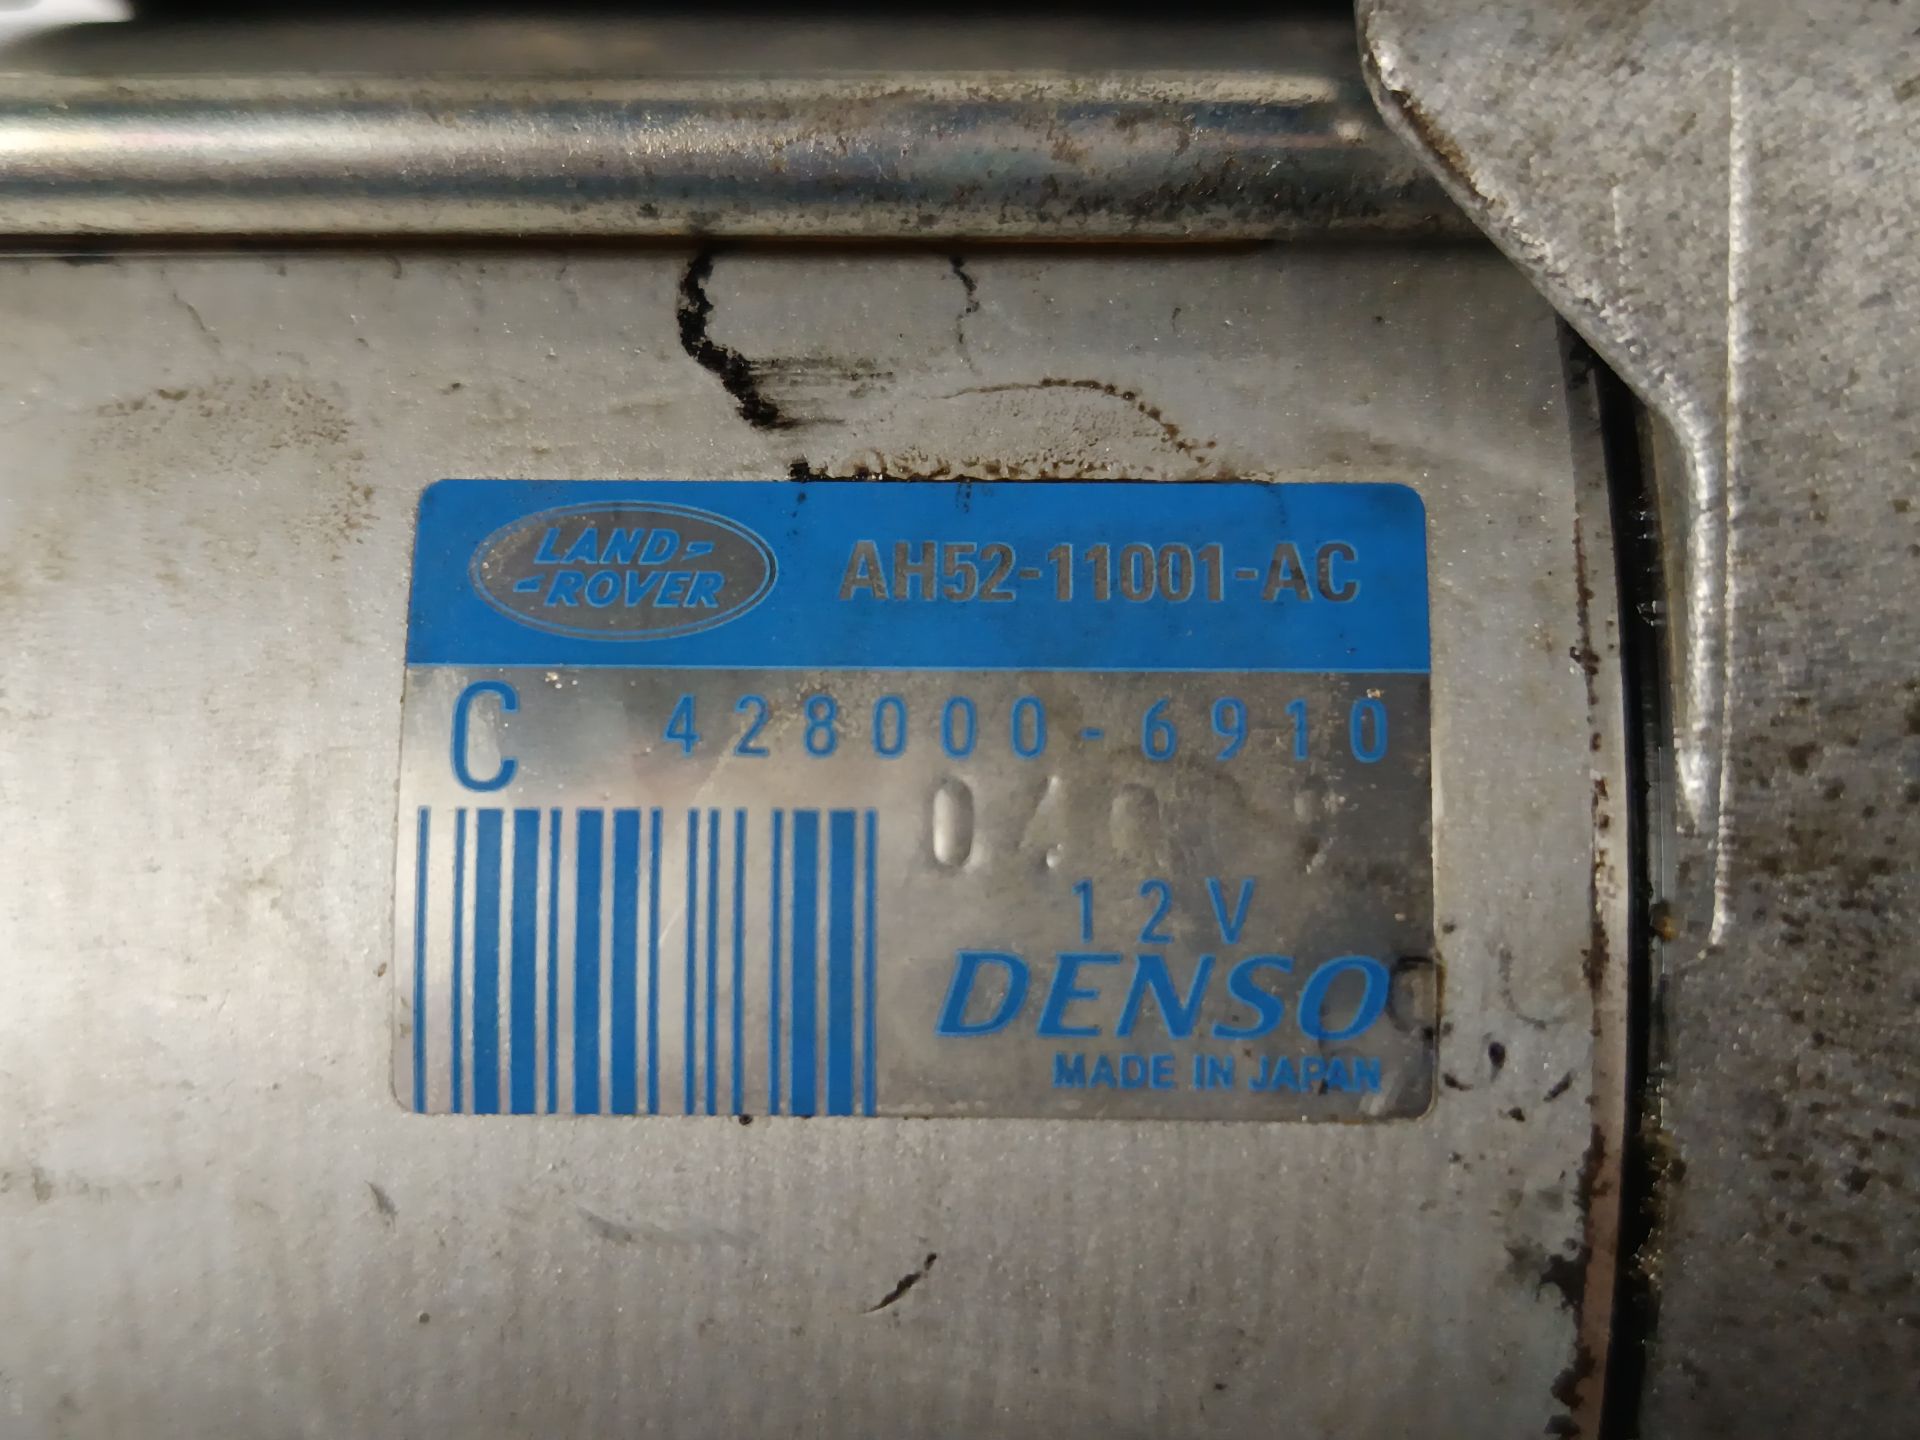 LAND-
-ROVER
AH52-11001-AC
C 428000-6910
12V
DENSO
MADE IN JAPAN